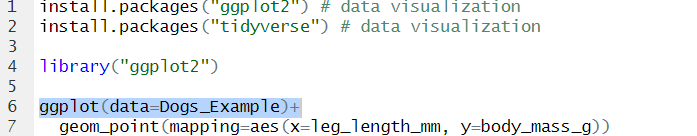 1 install.packages("ggplot2") # data visualization
2 install.packages("tidyverse") # data visualization
3
4 library("ggplot2")
5
6 ggplot(data=Dogs_Example)+
7   geom_point(mapping=aes(x=leg_length_mm, y=body_mass_g))